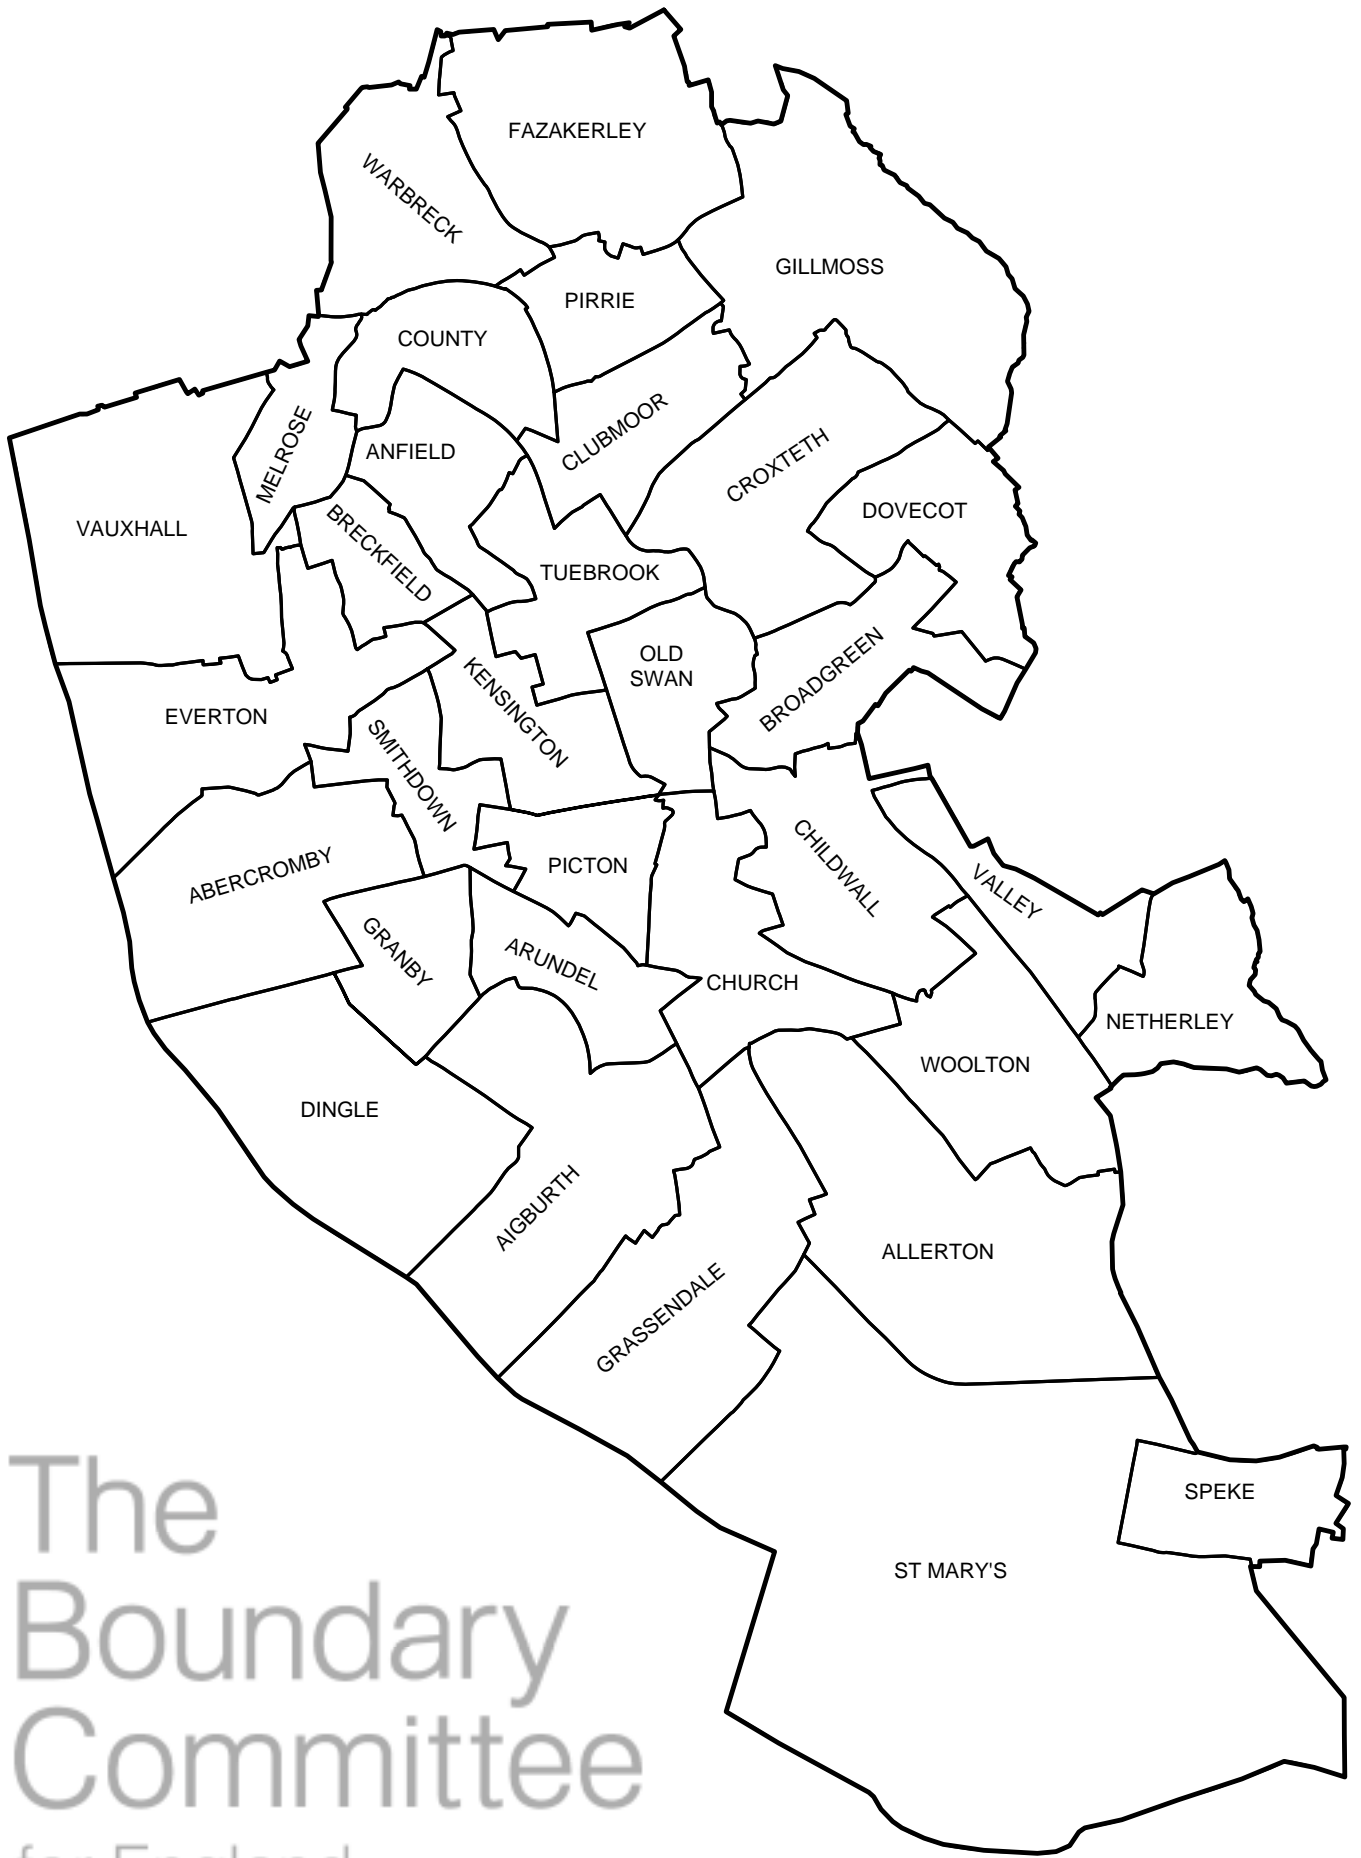 FAZAKERLEY
WARBRECK
GILLMOSS
PIRRIE
COUNTY
CLUBMOOR
MELROSE
ANFIELD
CROXTETH
DOVECOT
VAUXHALL
BRECKFIELD
TUEBROOK
OLD
SWAN
BROADGREEN
KENSINGTON
EVERTON
SMITHDOWN
CHILDWALL
PICTON
ABERCROMBY
VALLEY
GRANBY
ARUNDEL
CHURCH
NETHERLEY
WOOLTON
DINGLE
AIGBURTH
ALLERTON
GRASSENDALE
SPEKE
ST MARY'S
The
Boundary
Committee
for England